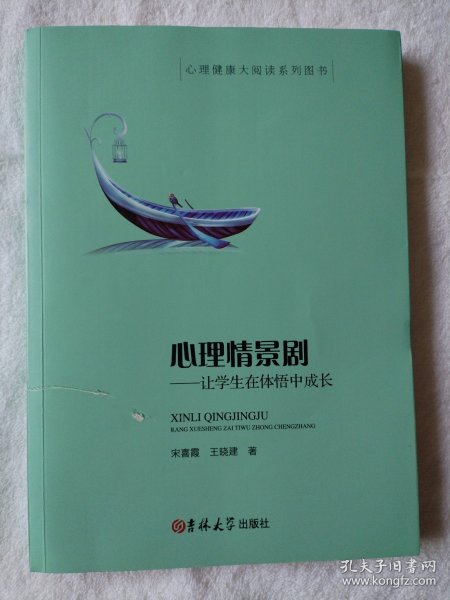 心理健康大阅读系列图书
心理情景剧
——让学生在体悟中成长
XINLI QINGJINGJU
RANG XUESHENG ZAI TIWU ZHONG CHENGZHANG
宋喜霞 王晓建 著
吉林大学出版社
孔夫子旧书网
www.kongfz.com